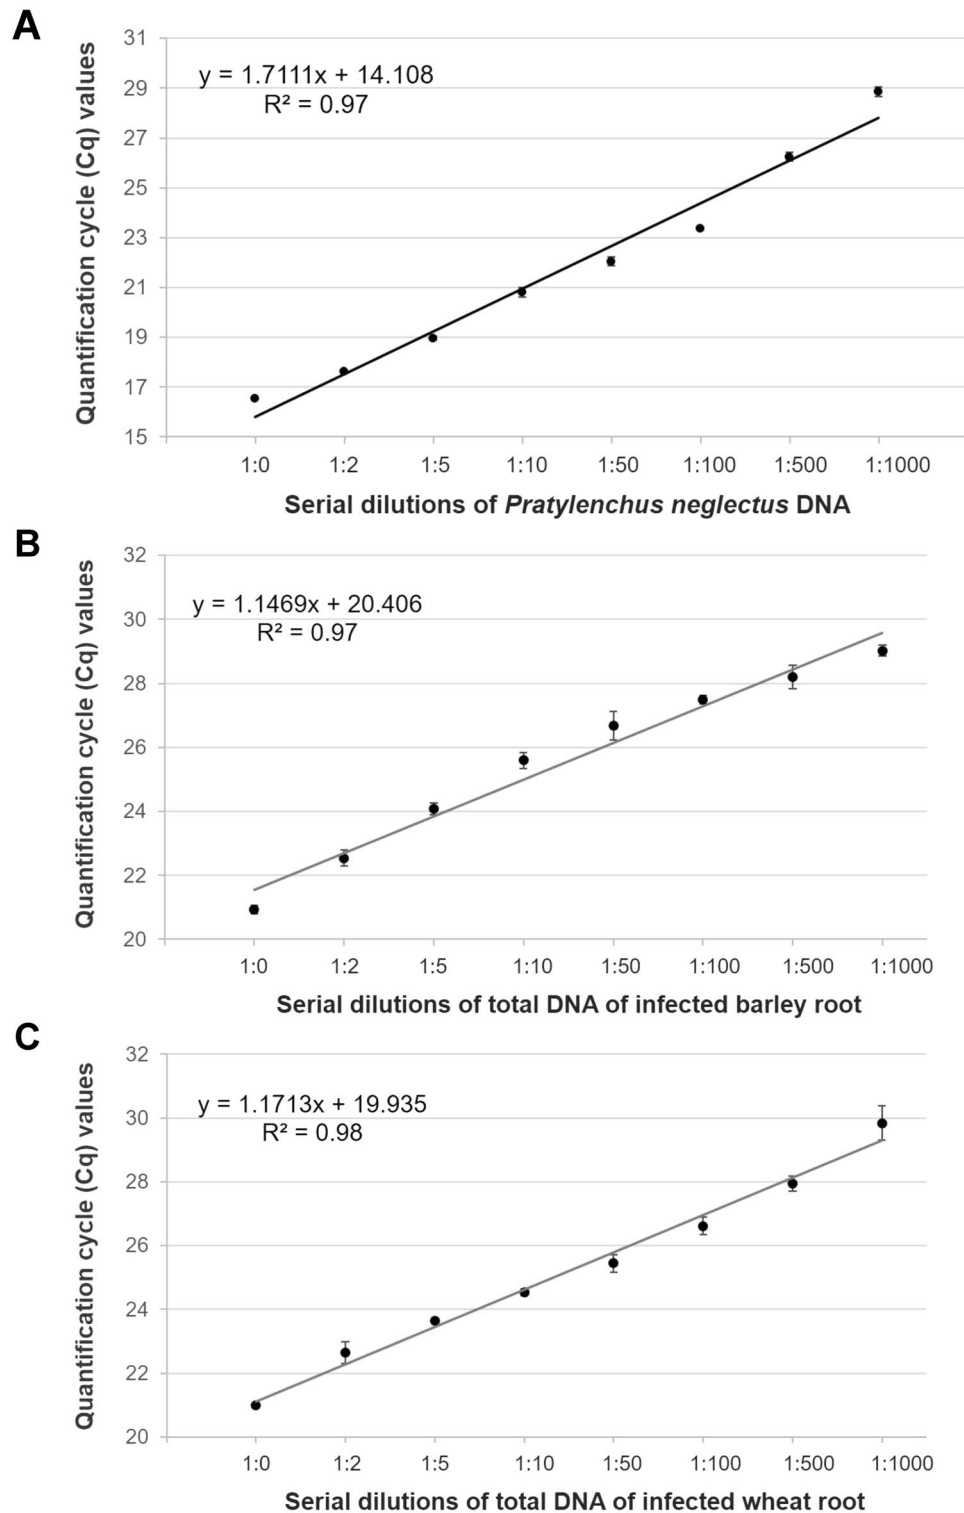 A
Quantification cycle (Cq) values
31
29
27
25
23
21
19
17
15
y = 1.7111x + 14.108
R² = 0.97
1:0 1:2 1:5 1:10 1:50 1:100 1:500 1:1000
Serial dilutions of Pratylenchus neglectus DNA
B
Quantification cycle (Cq) values
32
30
28
26
24
22
20
y = 1.1469x + 20.406
R² = 0.97
1:0 1:2 1:5 1:10 1:50 1:100 1:500 1:1000
Serial dilutions of total DNA of infected barley root
C
Quantification cycle (Cq) values
32
30
28
26
24
22
20
y = 1.1713x + 19.935
R² = 0.98
1:0 1:2 1:5 1:10 1:50 1:100 1:500 1:1000
Serial dilutions of total DNA of infected wheat root